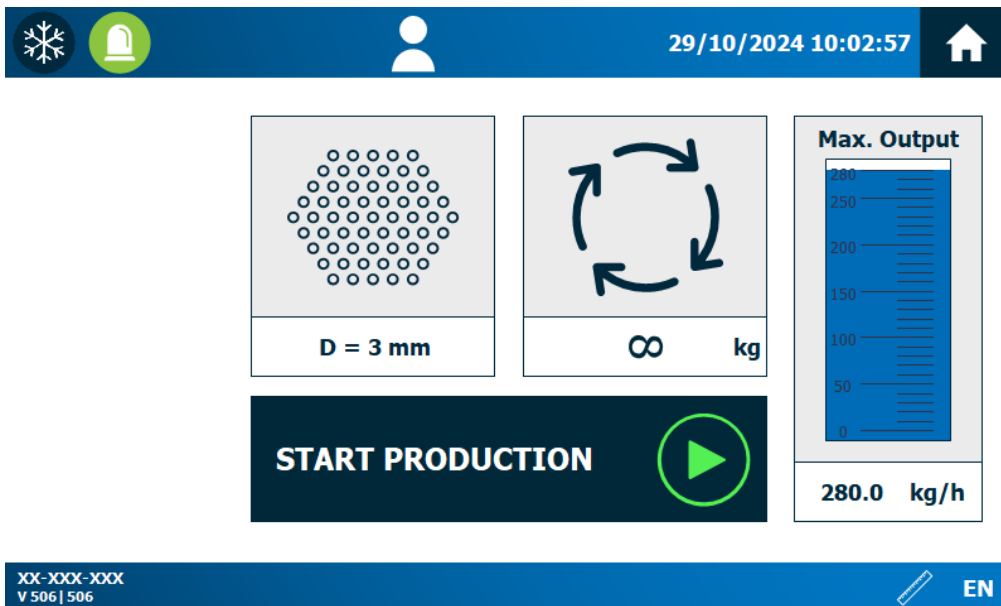 29/10/2024 10:02:57
D = 3 mm
∞ kg
Max. Output
280
250
200
150
100
50
0
280.0 kg/h
START PRODUCTION
XX-XXX-XXX
V 506|506
EN